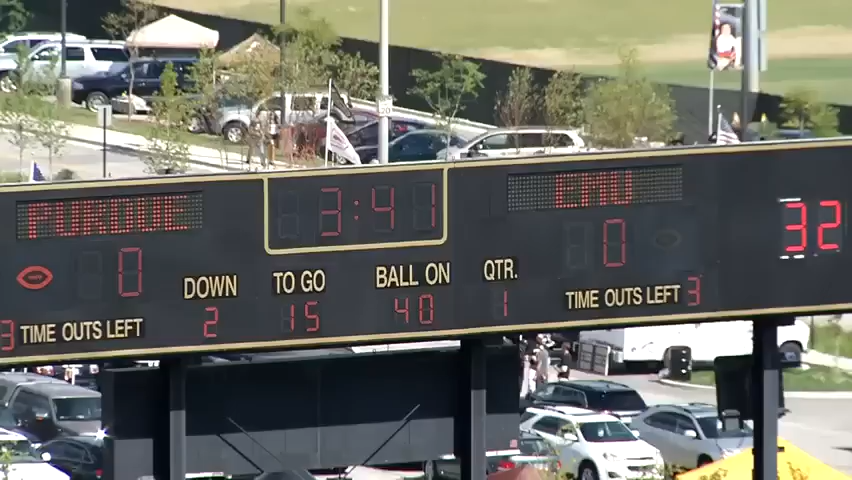 PURDUE 3:41 EMU
0 0 32
DOWN TO GO BALL ON QTR.
3 TIME OUTS LEFT 2 15 40 1 TIME OUTS LEFT 3
20